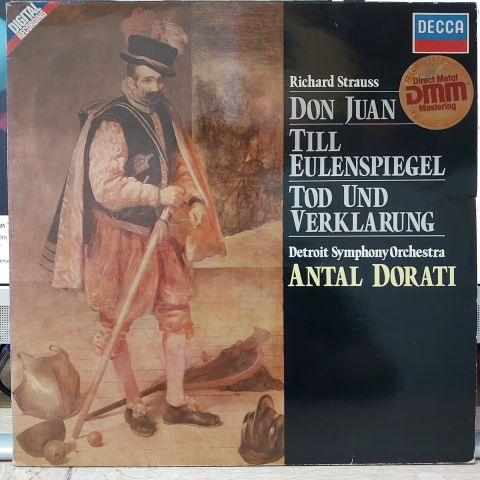 DIGITAL
RECORDING
DECCA
Richard Strauss
DON JUAN
TILL
EULENSPIEGEL
TOD UND
VERKLARUNG
Direct Metal
DMM
Mastering
Detroit Symphony Orchestra
ANTAL DORATI